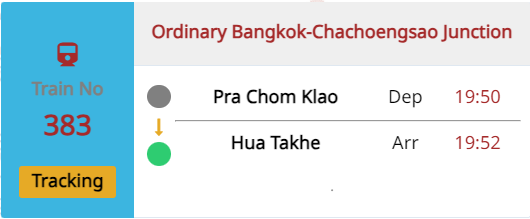 Ordinary Bangkok-Chachoengsao Junction
Train No
383
Tracking
Pra Chom Klao Dep 19:50
Hua Takhe Arr 19:52
.